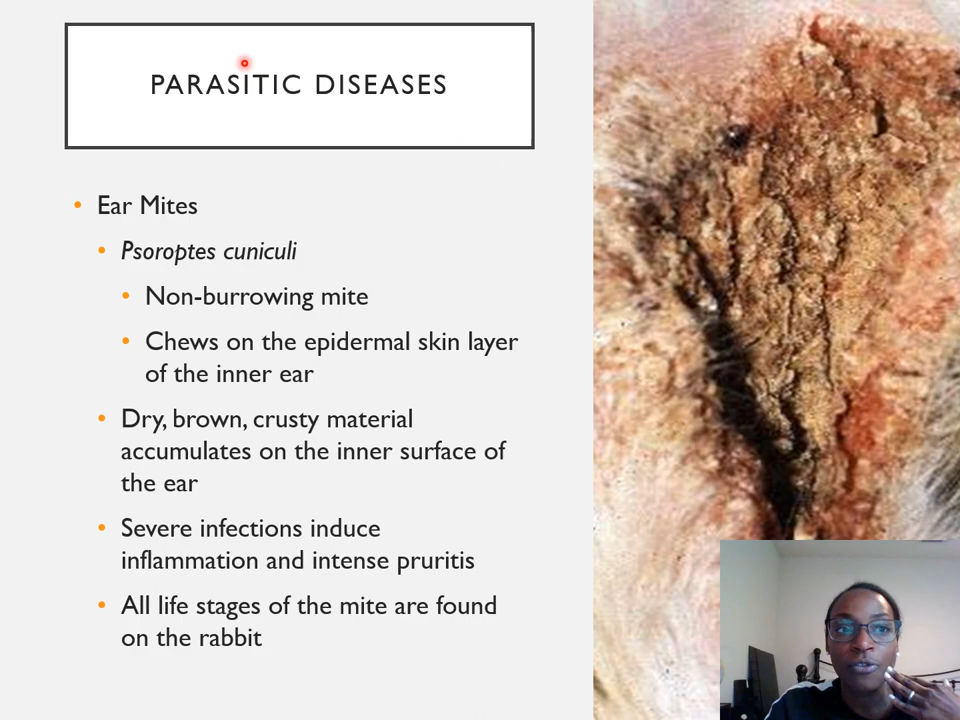 PARASITIC DISEASES
Ear Mites
Psoroptes cuniculi
Non-burrowing mite
Chews on the epidermal skin layer
of the inner ear
Dry, brown, crusty material
accumulates on the inner surface of
the ear
Severe infections induce
inflammation and intense pruritis
All life stages of the mite are found
on the rabbit